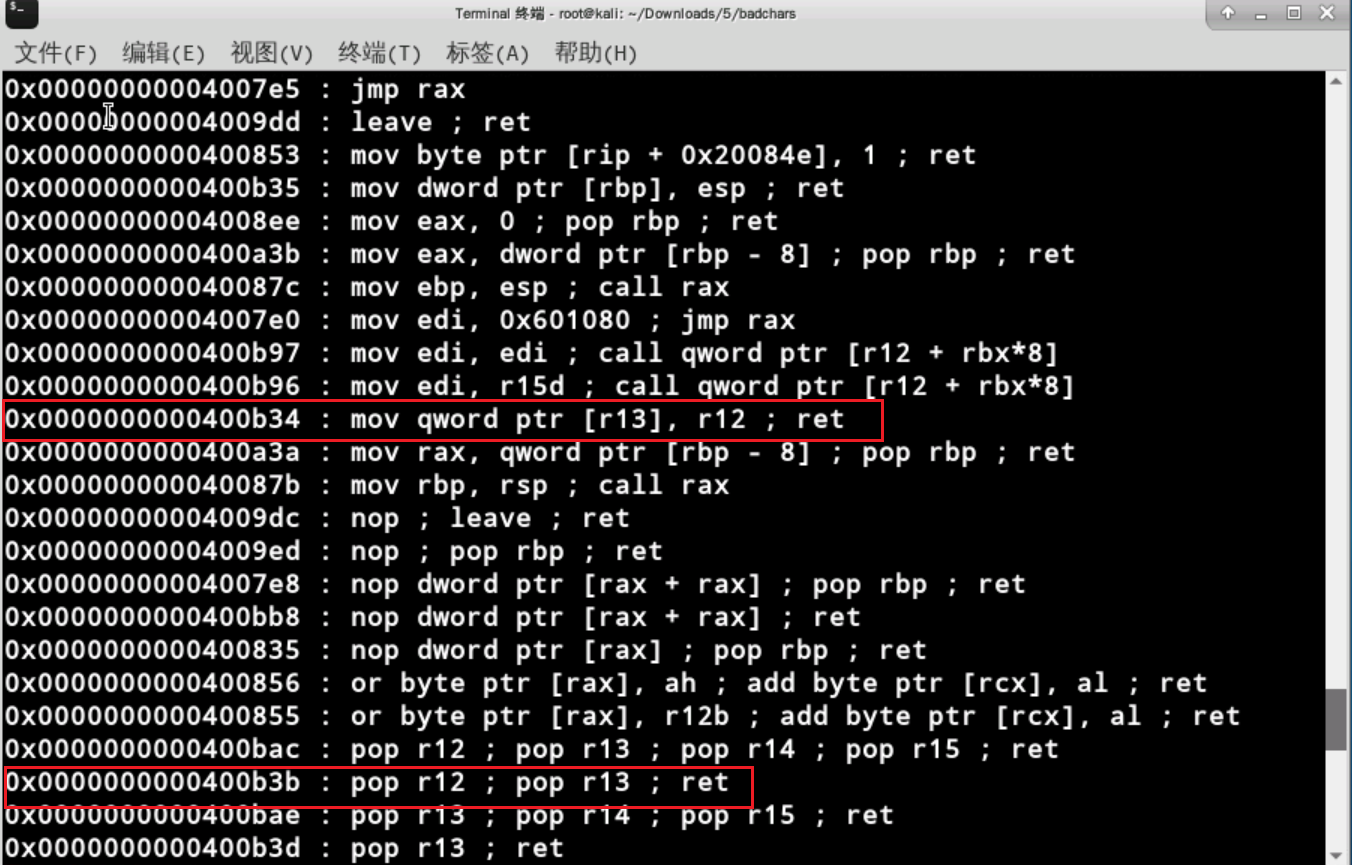 Terminal 终端 - root@kali: ~/Downloads/5/badchars
文件(F) 编辑(E) 视图(V) 终端(T) 标签(A) 帮助(H)
0x00000000004007e5 : jmp rax
0x00000000004009dd : leave ; ret
0x0000000000400853 : mov byte ptr [rip + 0x20084e], 1 ; ret
0x0000000000400b35 : mov dword ptr [rbp], esp ; ret
0x00000000004008ee : mov eax, 0 ; pop rbp ; ret
0x0000000000400a3b : mov eax, dword ptr [rbp - 8] ; pop rbp ; ret
0x000000000040087c : mov ebp, esp ; call rax
0x00000000004007e0 : mov edi, 0x601080 ; jmp rax
0x0000000000400b97 : mov edi, edi ; call qword ptr [r12 + rbx*8]
0x0000000000400b96 : mov edi, r15d ; call qword ptr [r12 + rbx*8]
0x0000000000400b34 : mov qword ptr [r13], r12 ; ret
0x0000000000400a3a : mov rax, qword ptr [rbp - 8] ; pop rbp ; ret
0x000000000040087b : mov rbp, rsp ; call rax
0x00000000004009dc : nop ; leave ; ret
0x00000000004009ed : nop ; pop rbp ; ret
0x00000000004007e8 : nop dword ptr [rax + rax] ; pop rbp ; ret
0x0000000000400bb8 : nop dword ptr [rax + rax] ; ret
0x0000000000400835 : nop dword ptr [rax] ; pop rbp ; ret
0x0000000000400856 : or byte ptr [rax], ah ; add byte ptr [rcx], al ; ret
0x0000000000400855 : or byte ptr [rax], r12b ; add byte ptr [rcx], al ; ret
0x0000000000400bac : pop r12 ; pop r13 ; pop r14 ; pop r15 ; ret
0x0000000000400b3b : pop r12 ; pop r13 ; ret
0x0000000000400bae : pop r13 ; pop r14 ; pop r15 ; ret
0x0000000000400b3d : pop r13 ; ret